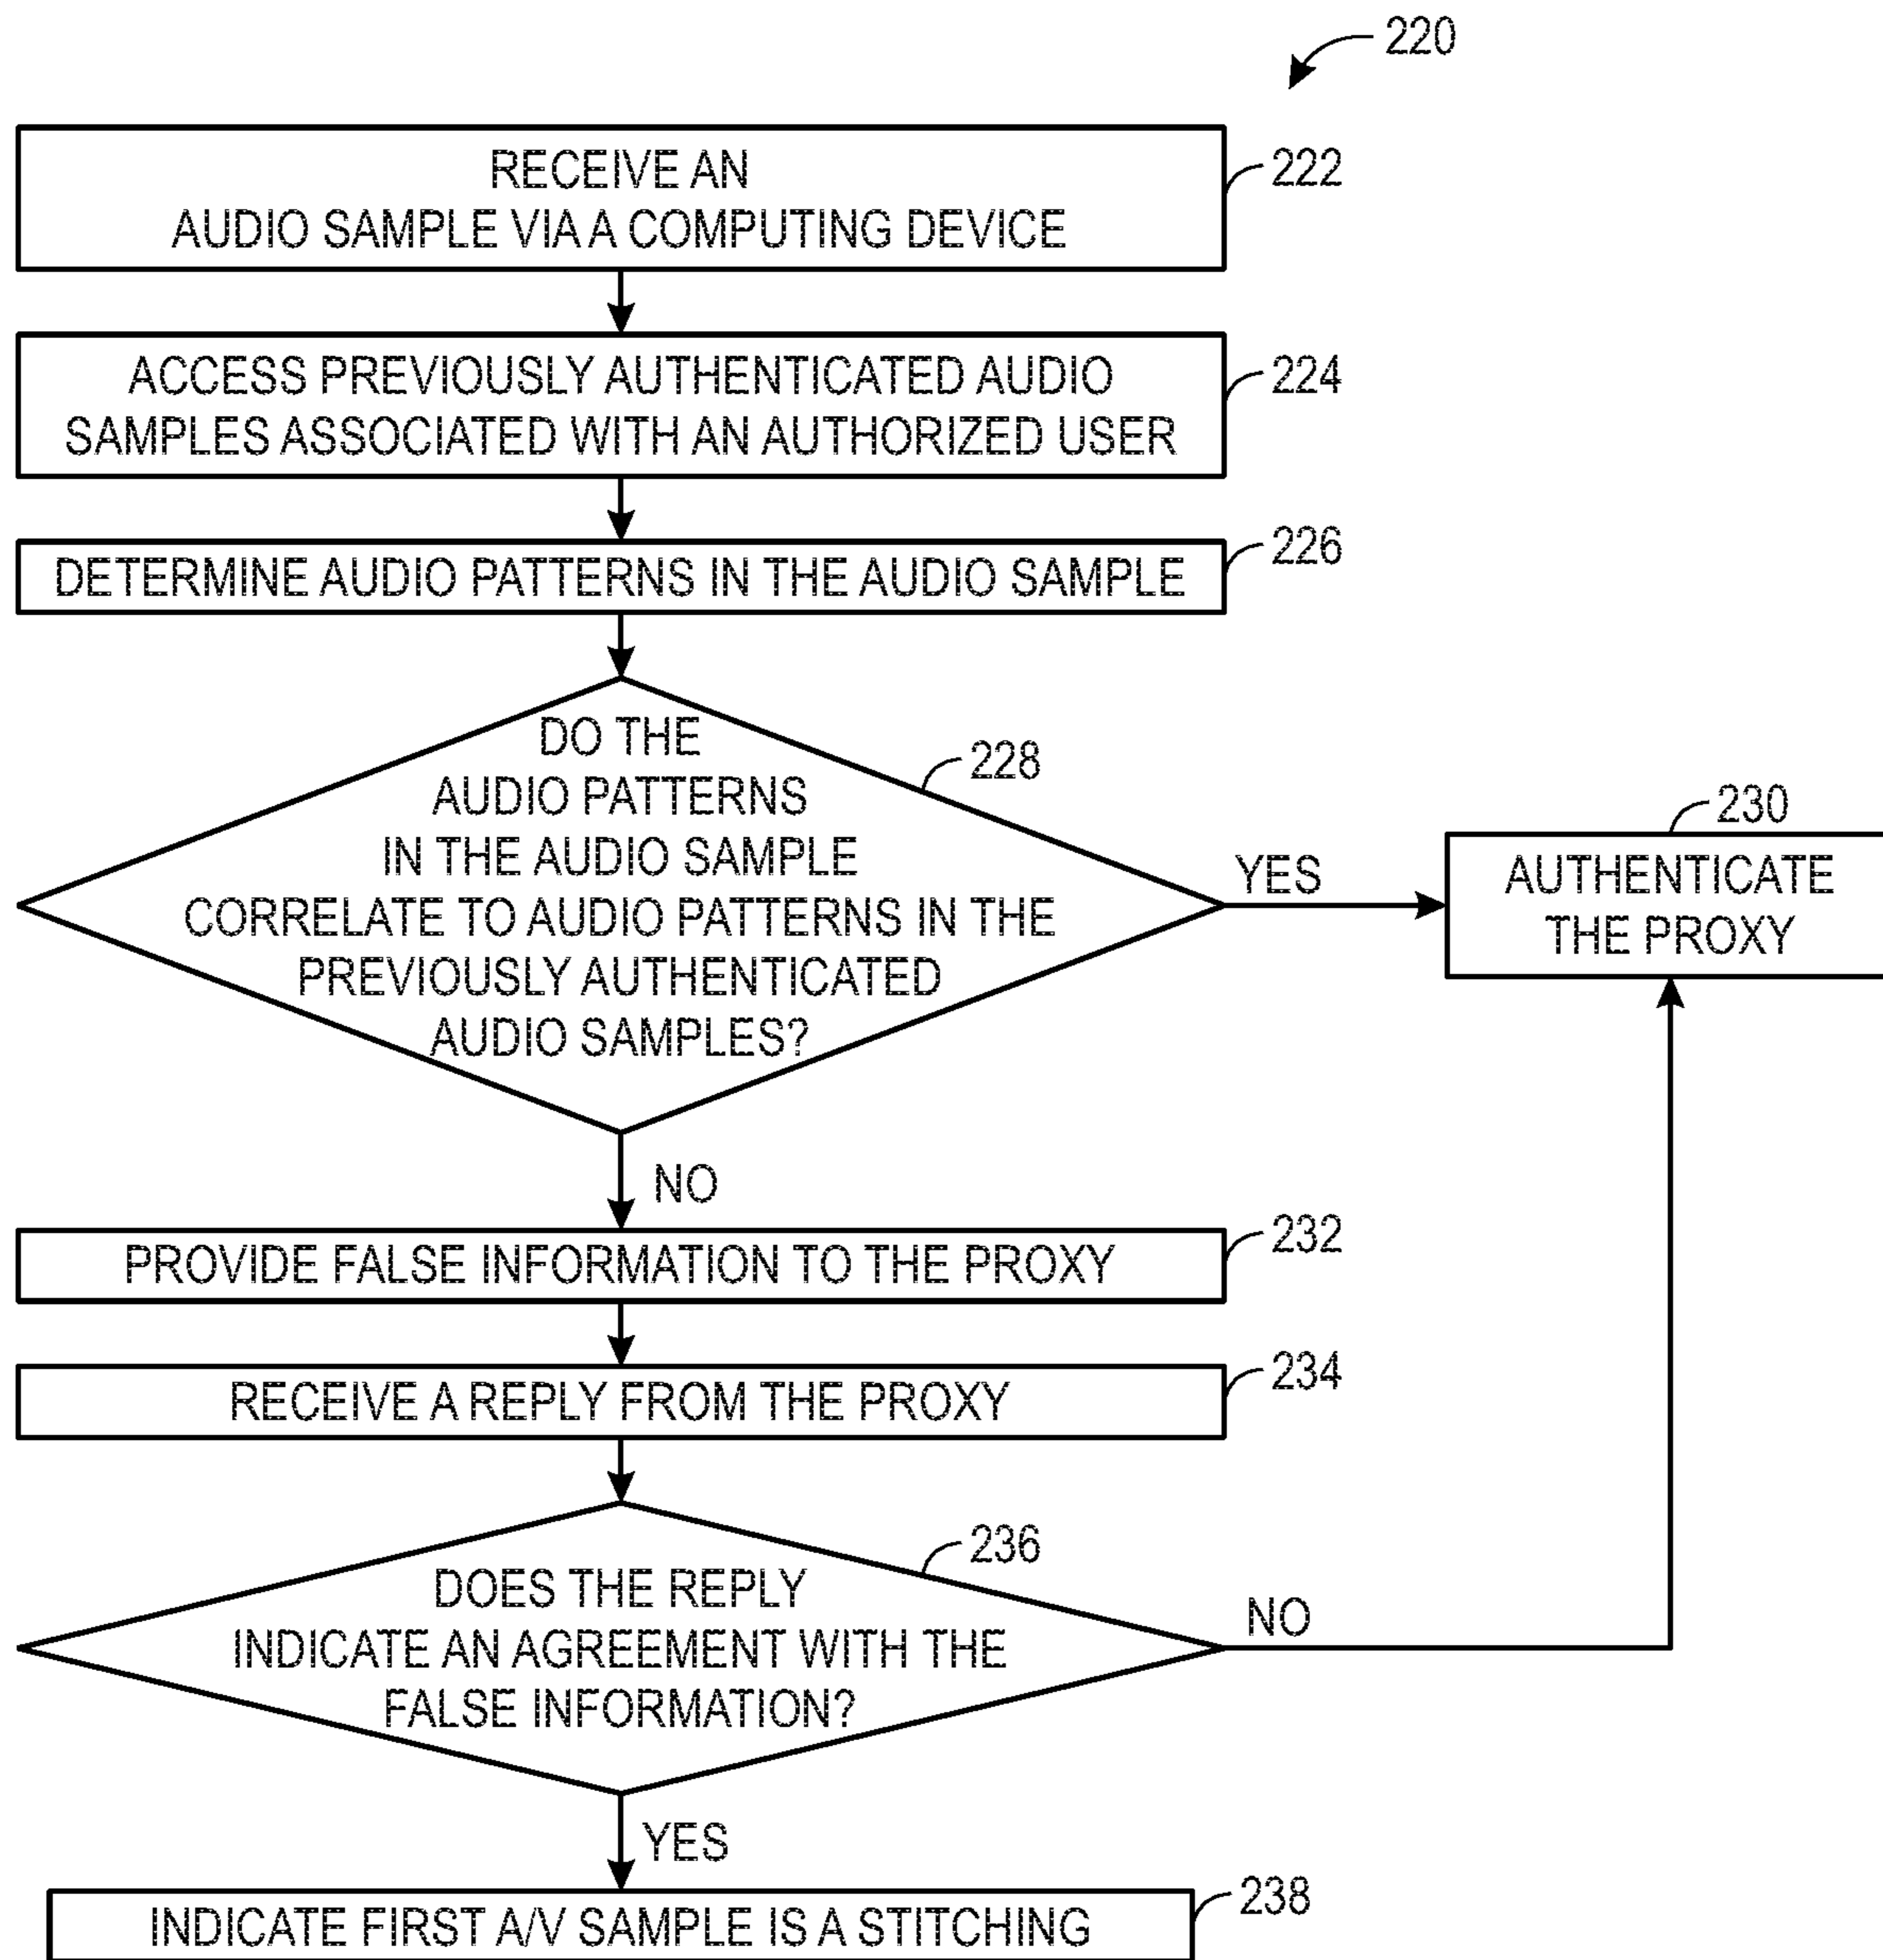 220
RECEIVE AN
AUDIO SAMPLE VIA A COMPUTING DEVICE
222
ACCESS PREVIOUSLY AUTHENTICATED AUDIO
SAMPLES ASSOCIATED WITH AN AUTHORIZED USER
224
DETERMINE AUDIO PATTERNS IN THE AUDIO SAMPLE
226
DO THE
AUDIO PATTERNS
IN THE AUDIO SAMPLE
CORRELATE TO AUDIO PATTERNS IN THE
PREVIOUSLY AUTHENTICATED
AUDIO SAMPLES?
228
YES
230
AUTHENTICATE
THE PROXY
NO
PROVIDE FALSE INFORMATION TO THE PROXY
232
RECEIVE A REPLY FROM THE PROXY
234
DOES THE REPLY
INDICATE AN AGREEMENT WITH THE
FALSE INFORMATION?
236
NO
YES
INDICATE FIRST A/V SAMPLE IS A STITCHING
238